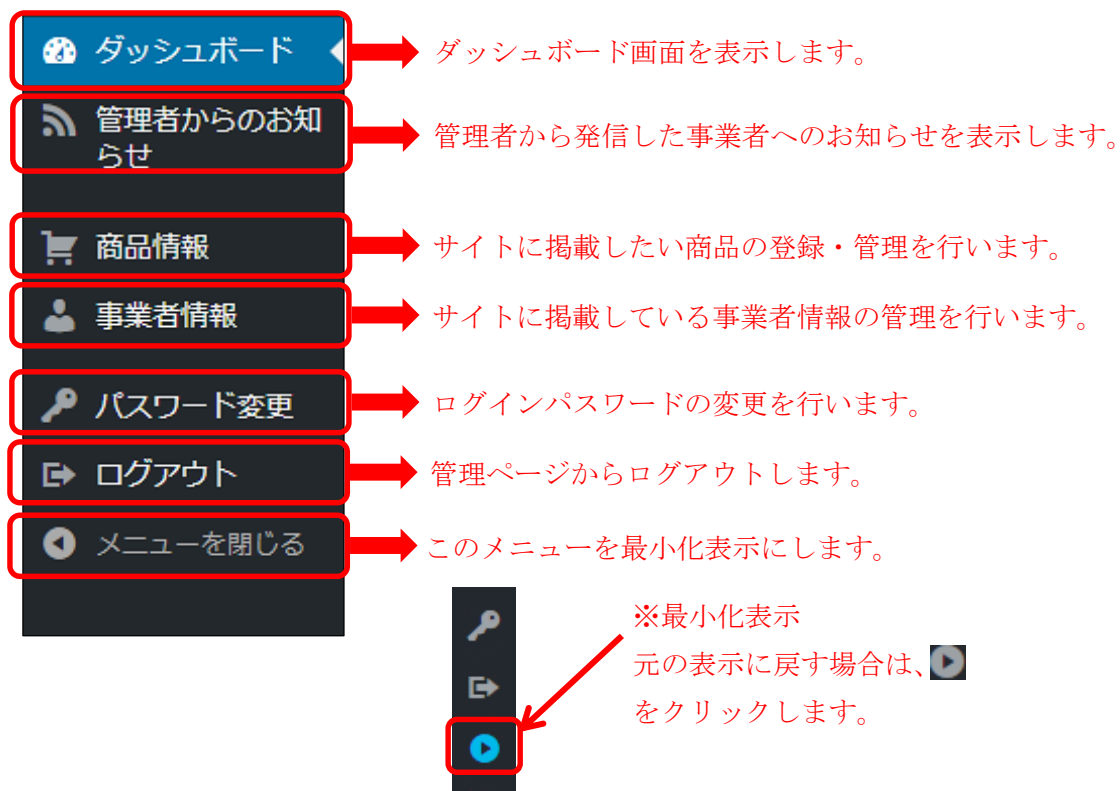 ダッシュボード
ダッシュボード画面を表示します。
管理者からのお知
らせ
管理者から発信した事業者へのお知らせを表示します。
商品情報
サイトに掲載したい商品の登録・管理を行います。
事業者情報
サイトに掲載している事業者情報の管理を行います。
パスワード変更
ログインパスワードの変更を行います。
ログアウト
管理ページからログアウトします。
メニューを閉じる
このメニューを最小化表示にします。
※最小化表示
元の表示に戻す場合は、
をクリックします。